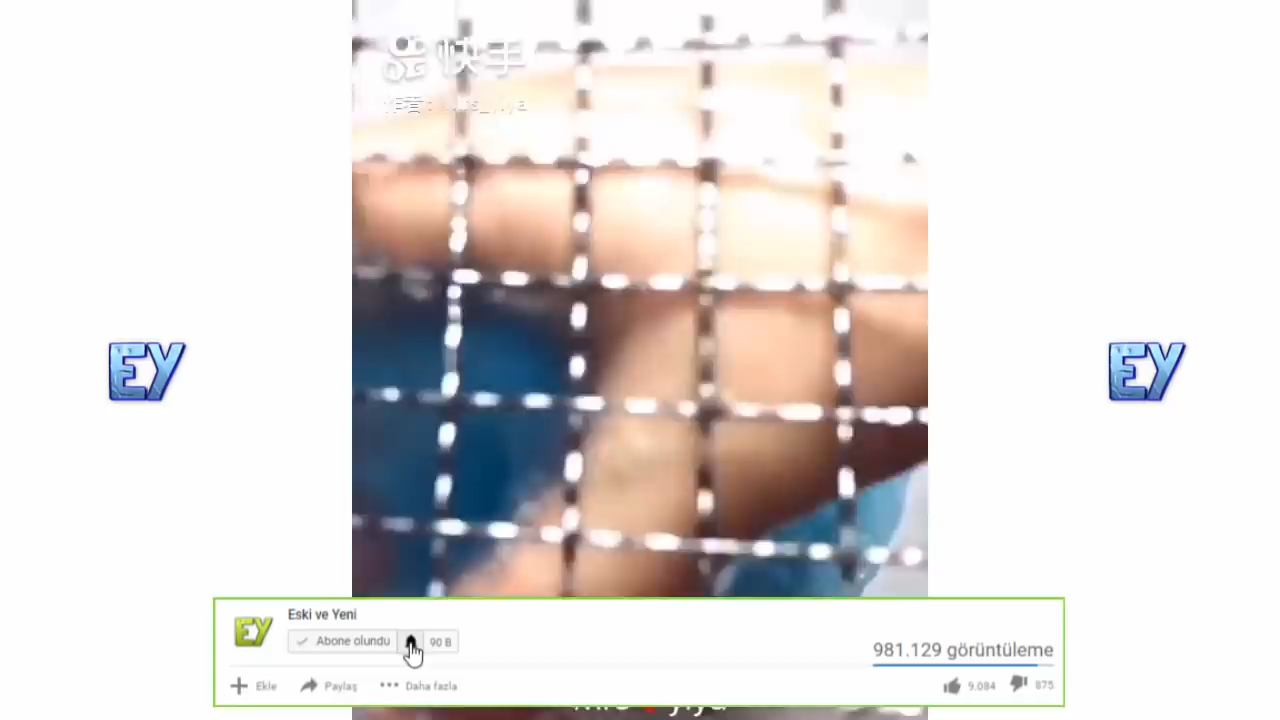 快手
EY
EY
EY
Eski ve Yeni
Abone olundu
90 B
981.129 görüntüleme
Ekle
Paylaş
Daha fazla
9.084
875